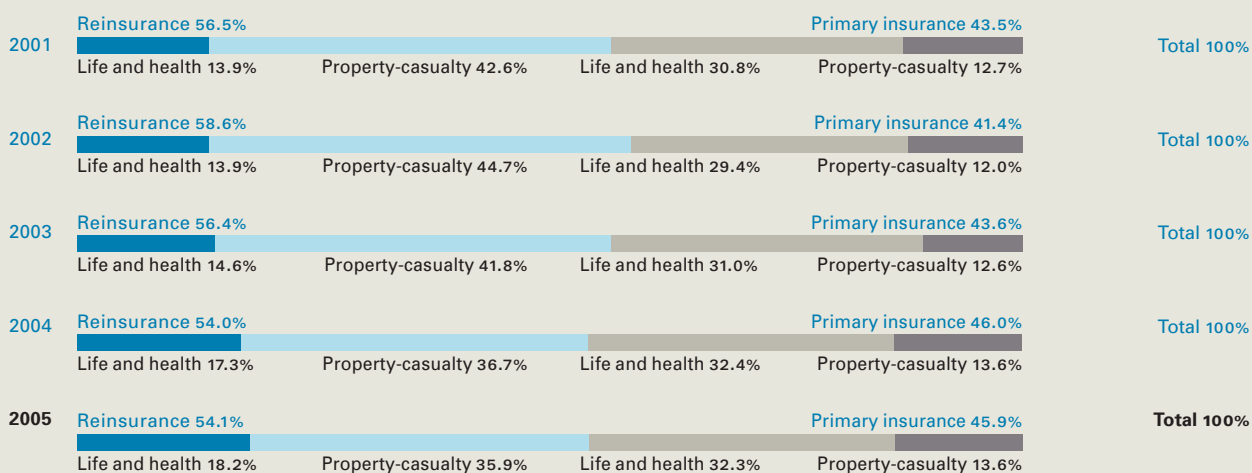 Reinsurance 56.5% Primary insurance 43.5%
2001 Total 100%
Life and health 13.9% Property-casualty 42.6% Life and health 30.8% Property-casualty 12.7%
Reinsurance 58.6% Primary insurance 41.4%
2002 Total 100%
Life and health 13.9% Property-casualty 44.7% Life and health 29.4% Property-casualty 12.0%
Reinsurance 56.4% Primary insurance 43.6%
2003 Total 100%
Life and health 14.6% Property-casualty 41.8% Life and health 31.0% Property-casualty 12.6%
Reinsurance 54.0% Primary insurance 46.0%
2004 Total 100%
Life and health 17.3% Property-casualty 36.7% Life and health 32.4% Property-casualty 13.6%
2005 Reinsurance 54.1% Primary insurance 45.9% Total 100%
Life and health 18.2% Property-casualty 35.9% Life and health 32.3% Property-casualty 13.6%